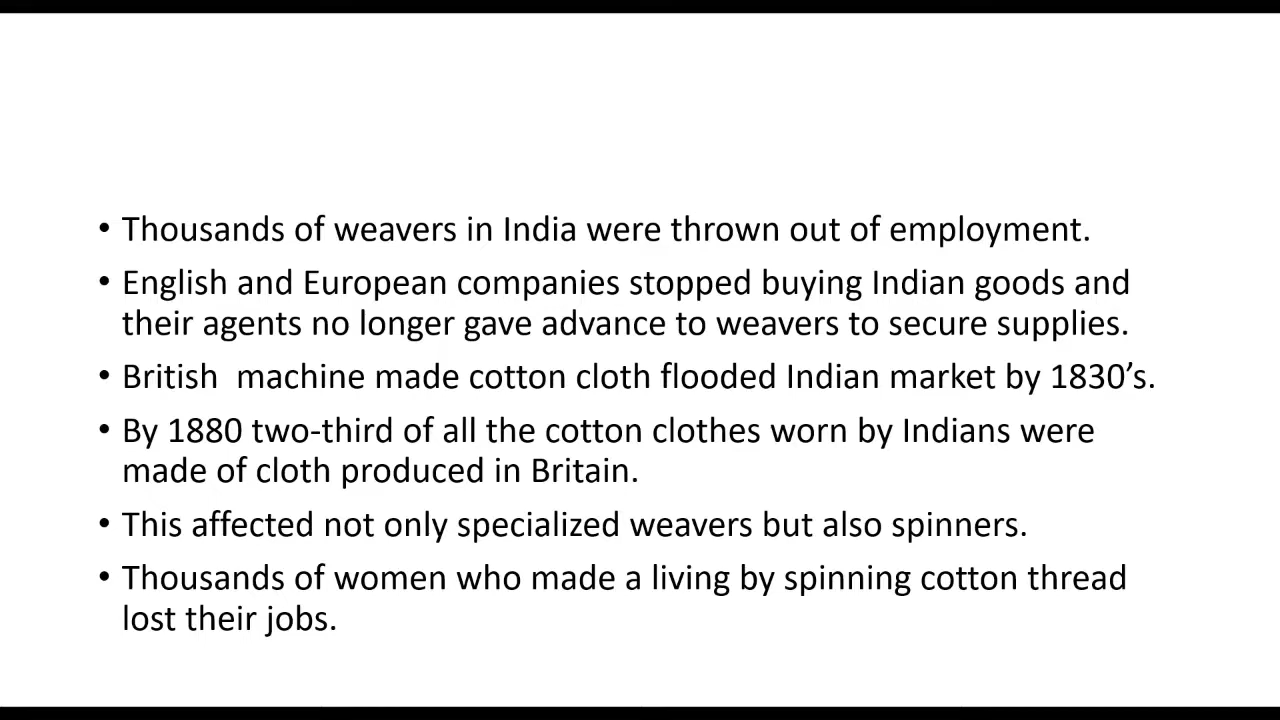 • Thousands of weavers in India were thrown out of employment.
• English and European companies stopped buying Indian goods and
their agents no longer gave advance to weavers to secure supplies.
• British  machine made cotton cloth flooded Indian market by 1830’s.
• By 1880 two-third of all the cotton clothes worn by Indians were
made of cloth produced in Britain.
• This affected not only specialized weavers but also spinners.
• Thousands of women who made a living by spinning cotton thread
lost their jobs.